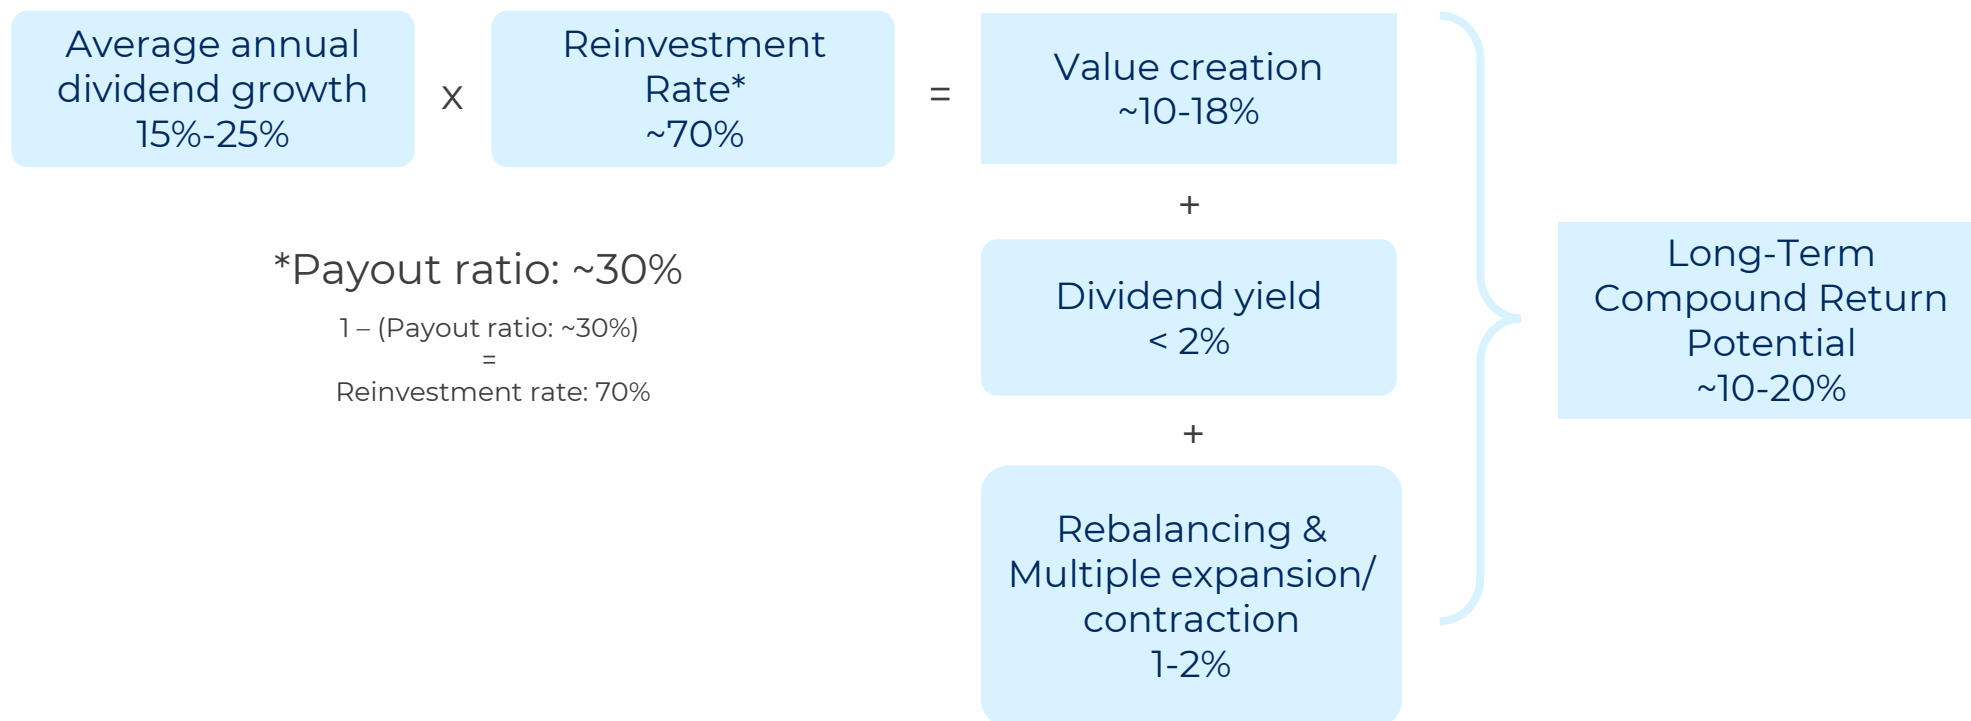 Average annual
dividend growth
15%-25%
x
Reinvestment
Rate*
~70%
=
Value creation
~10-18%
+
*Payout ratio: ~30%
1 – (Payout ratio: ~30%)
=
Reinvestment rate: 70%
Dividend yield
< 2%
+
Rebalancing &
Multiple expansion/
contraction
1-2%
Long-Term
Compound Return
Potential
~10-20%